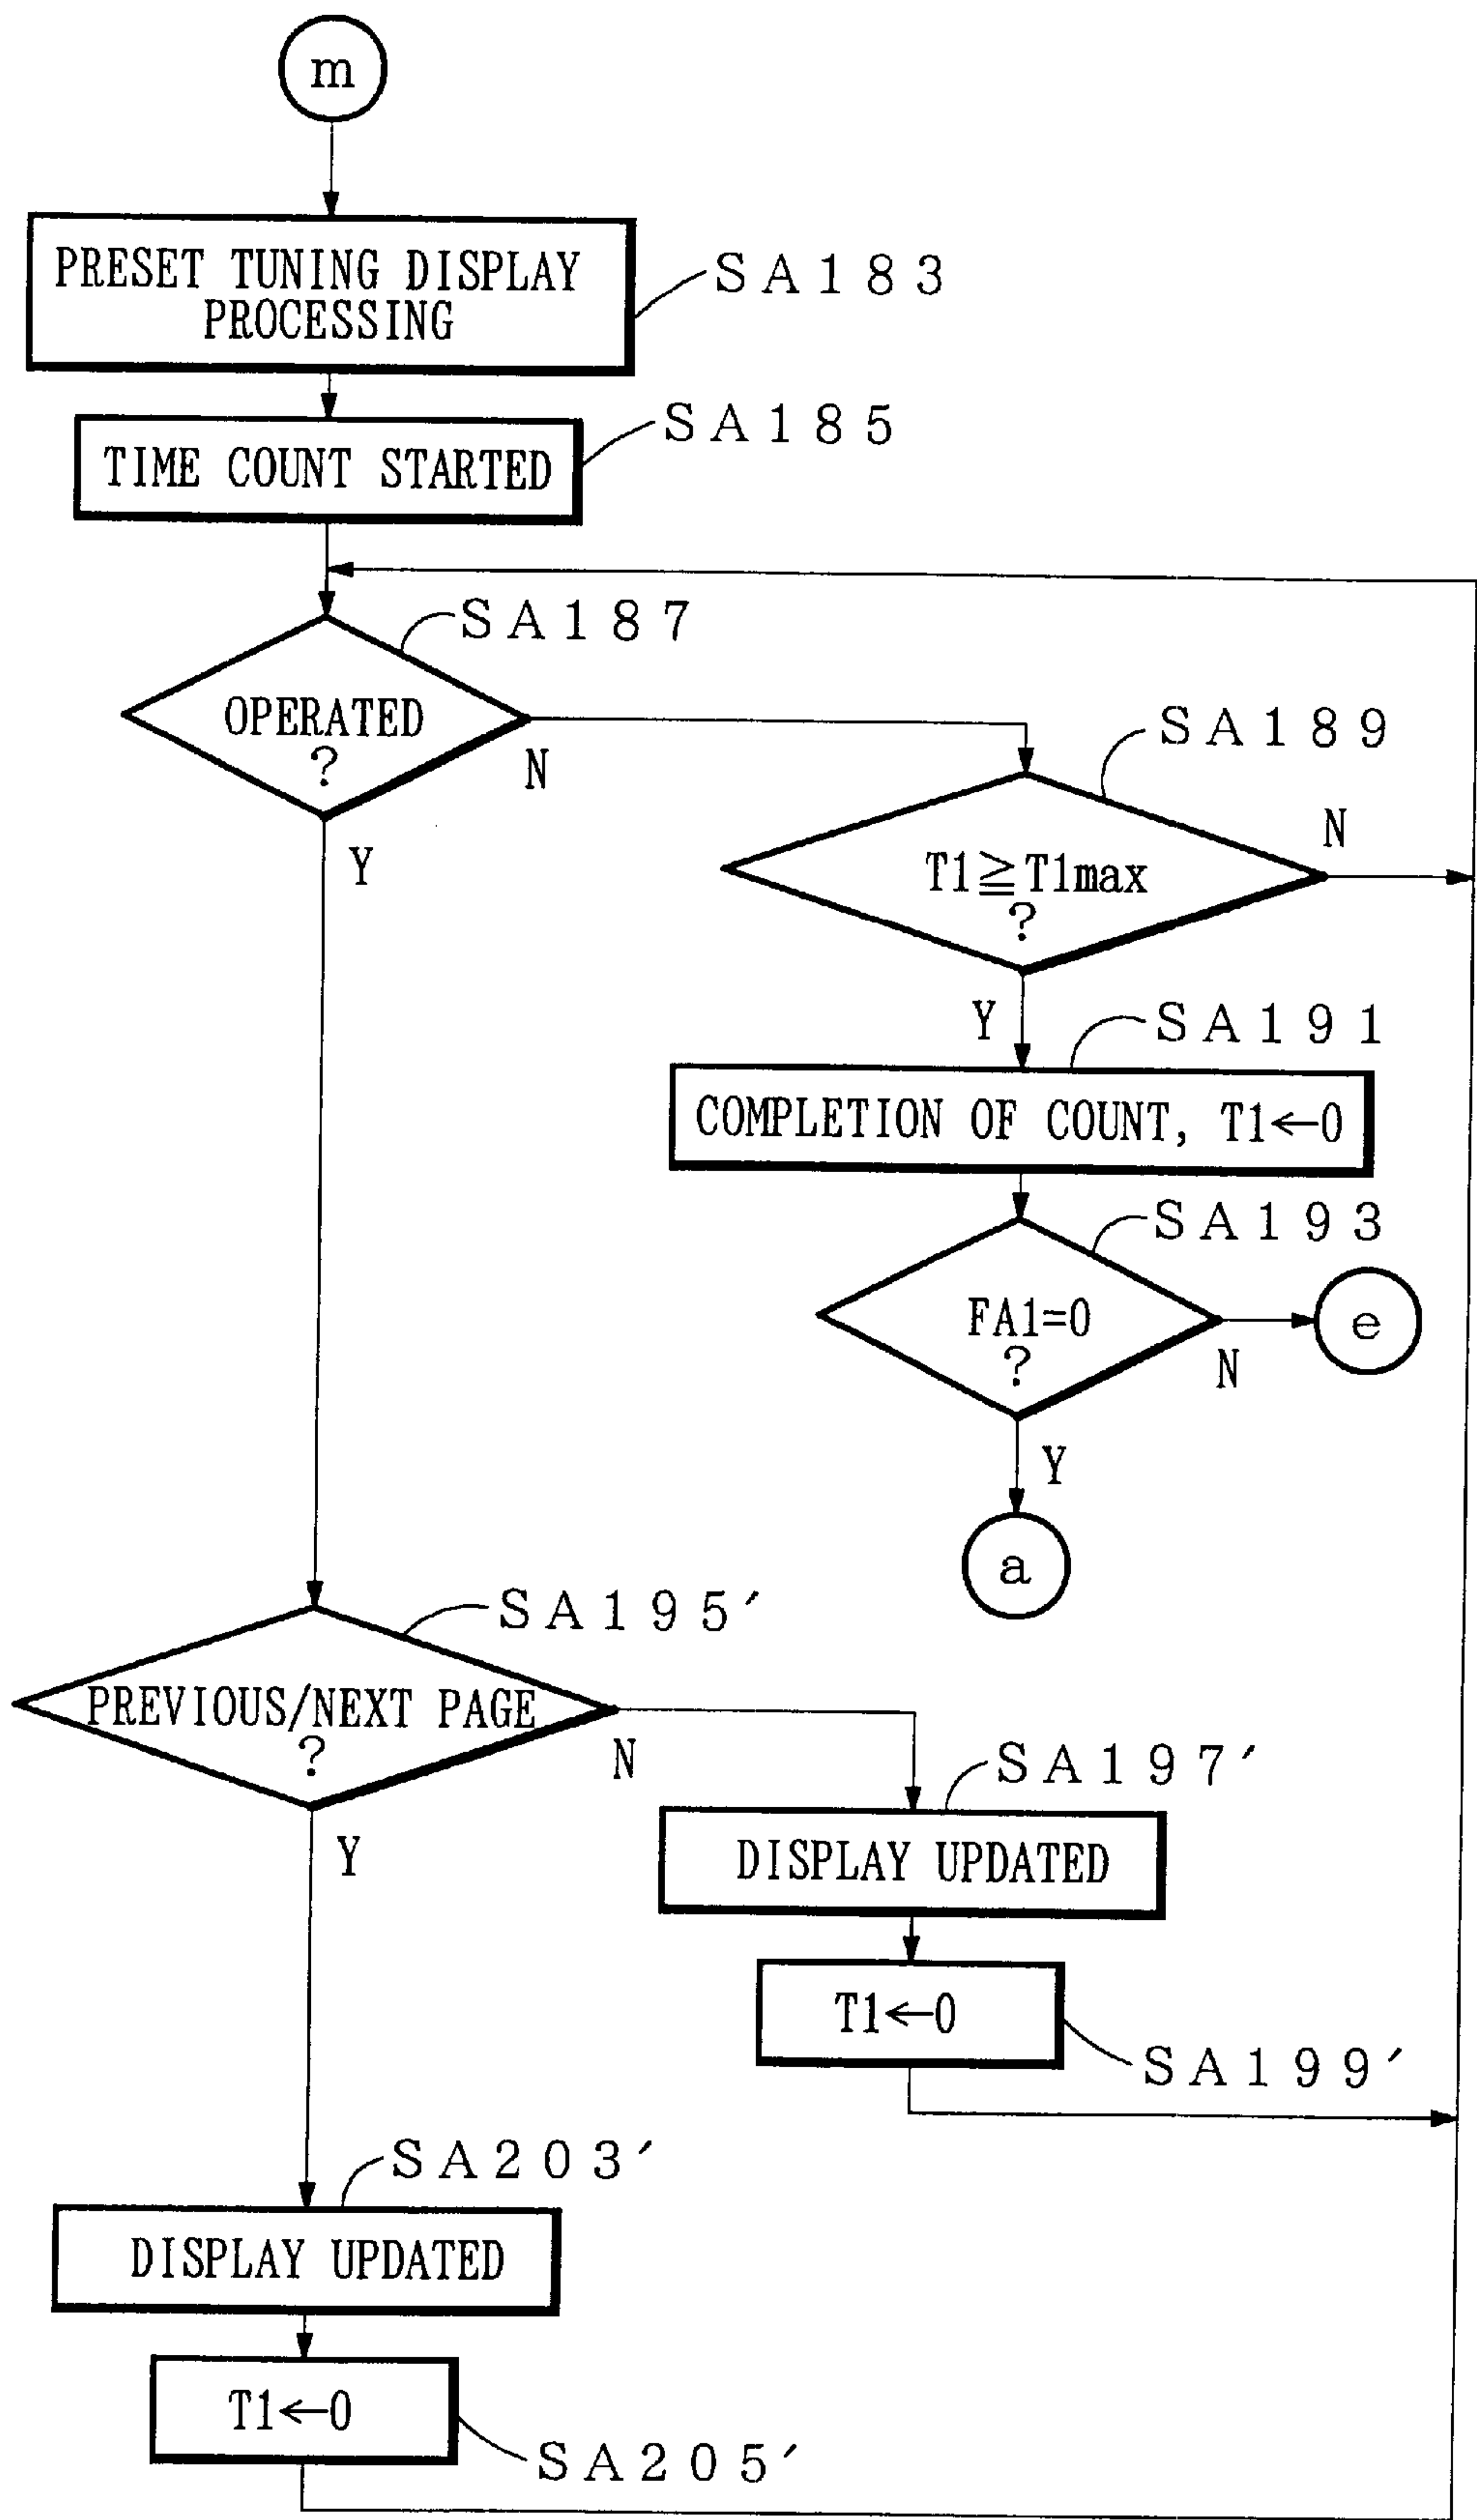 m
PRESET TUNING DISPLAY
PROCESSING
SA183
TIME COUNT STARTED
SA185
SA187
OPERATED
?
N
Y
SA189
T1≧T1max
?
N
Y
SA191
COMPLETION OF COUNT, T1←0
SA193
FA1=0
?
N
e
Y
a
SA195′
PREVIOUS/NEXT PAGE
?
N
Y
SA197′
DISPLAY UPDATED
T1←0
SA199′
SA203′
DISPLAY UPDATED
T1←0
SA205′